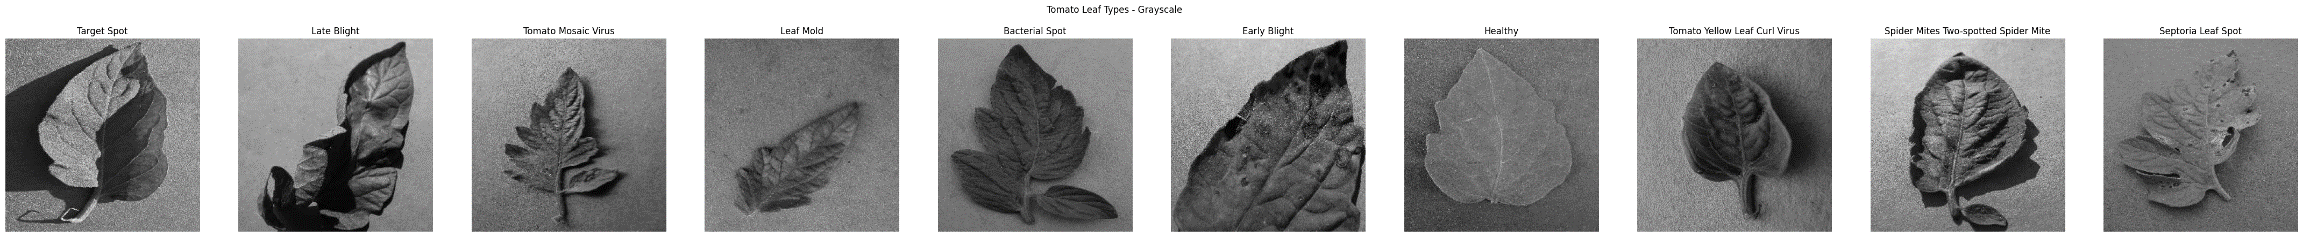 Tomato Leaf Types - Grayscale
Target Spot
Late Blight
Tomato Mosaic Virus
Leaf Mold
Bacterial Spot
Early Blight
Healthy
Tomato Yellow Leaf Curl Virus
Spider Mites Two-spotted Spider Mite
Septoria Leaf Spot